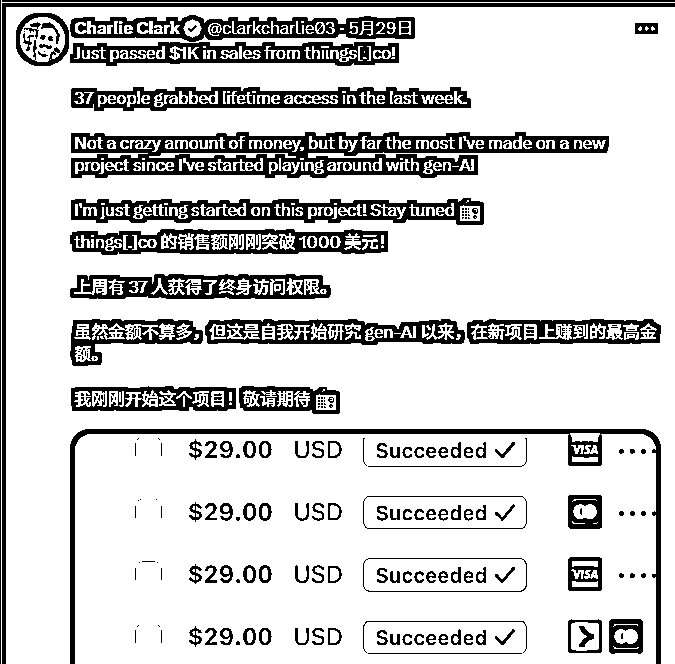 Charlie Clark @clarkcharlie03 · 5月29日
Just passed $1K in sales from thiings[.]co!
37 people grabbed lifetime access in the last week.
Not a crazy amount of money, but by far the most I've made on a new
project since I've started playing around with gen-AI
I'm just getting started on this project! Stay tuned
things[.]co 的销售额刚刚突破 1000 美元！
上周有 37 人获得了终身访问权限。
虽然金额不算多，但这是自我开始研究 gen-AI 以来，在新项目上赚到的最高金
额。
我刚刚开始这个项目！敬请期待
$29.00 USD Succeeded ✓ VISA ····
$29.00 USD Succeeded ✓ ····
$29.00 USD Succeeded ✓ VISA ····
$29.00 USD Succeeded ✓